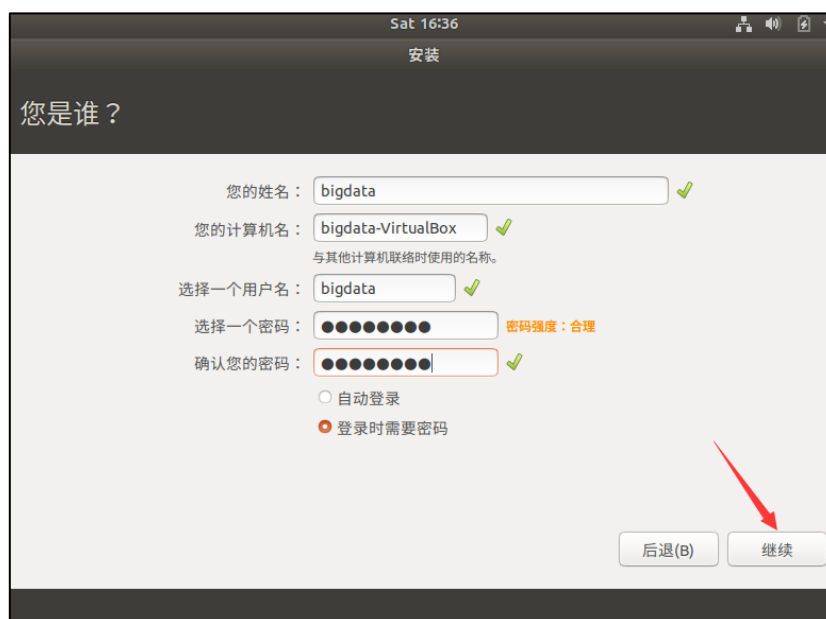 Sat 16:36
安装
您是谁？
您的姓名： bigdata
您的计算机名： bigdata-VirtualBox
与其他计算机联络时使用的名称。
选择一个用户名： bigdata
选择一个密码： ●●●●●●●● 密码强度：合理
确认您的密码： ●●●●●●●●
自动登录
登录时需要密码
后退(B) 继续